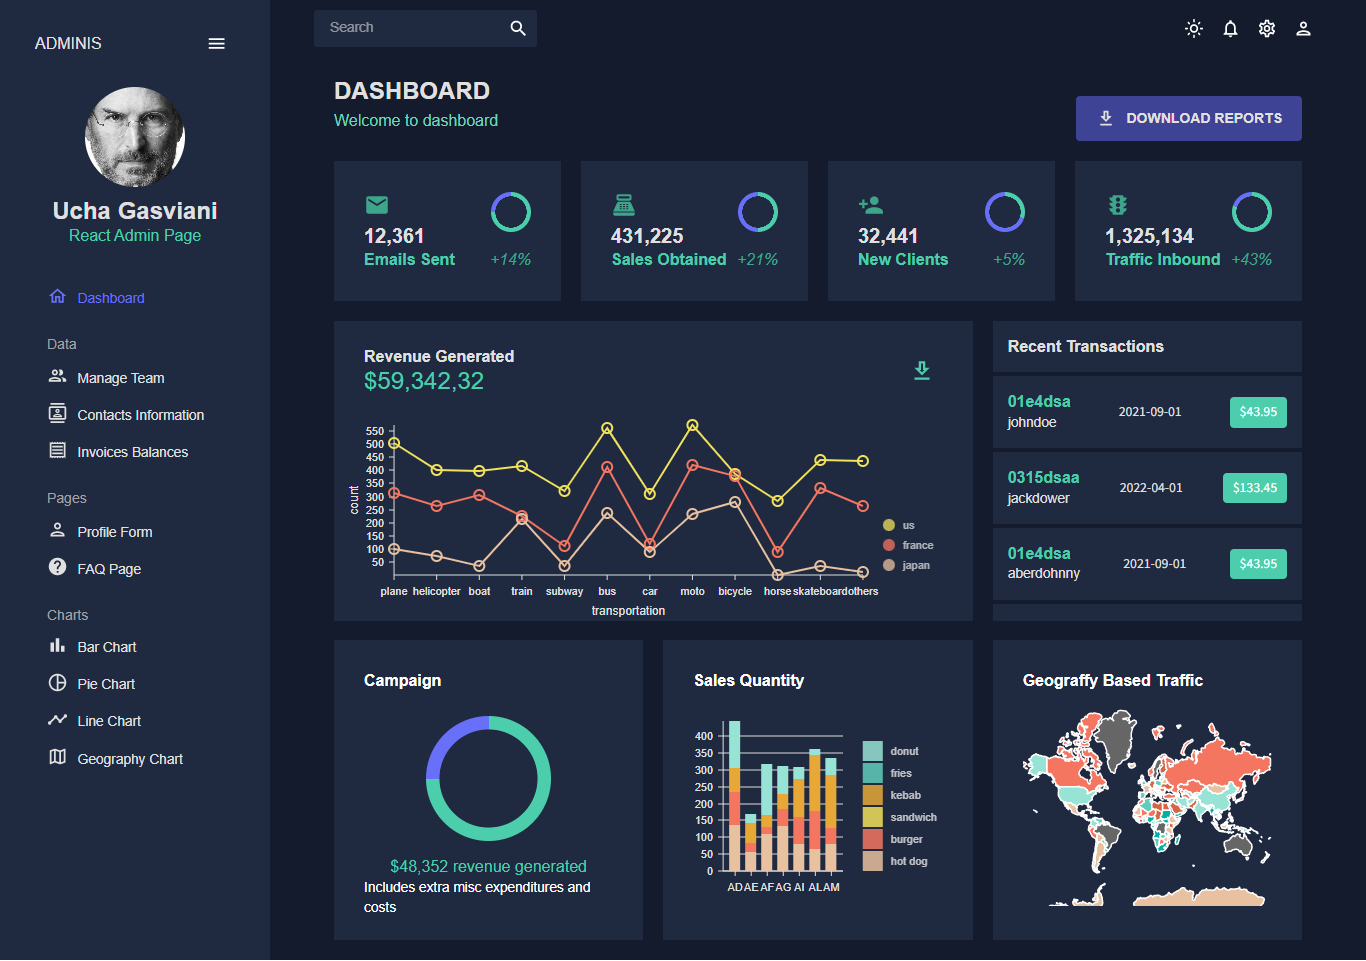 ADMINIS
Search
Ucha Gasviani
React Admin Page
Dashboard
Data
Manage Team
Contacts Information
Invoices Balances
Pages
Profile Form
FAQ Page
Charts
Bar Chart
Pie Chart
Line Chart
Geography Chart
DASHBOARD
Welcome to dashboard
DOWNLOAD REPORTS
12,361
Emails Sent +14%
431,225
Sales Obtained +21%
32,441
New Clients +5%
1,325,134
Traffic Inbound +43%
Revenue Generated
$59,342,32
550
500
450
400
350
300
250
200
150
100
50
count
plane helicopter boat train subway bus car moto bicycle horse skateboard others
transportation
us
france
japan
Recent Transactions
01e4dsa
johndoe
2021-09-01
$43.95
0315dsaa
jackdower
2022-04-01
$133.45
01e4dsa
aberdohnny
2021-09-01
$43.95
Campaign
$48,352 revenue generated
Includes extra misc expenditures and
costs
Sales Quantity
400
350
300
250
200
150
100
50
0
AD AE AF AG AI AL AM
donut
fries
kebab
sandwich
burger
hot dog
Geograffy Based Traffic